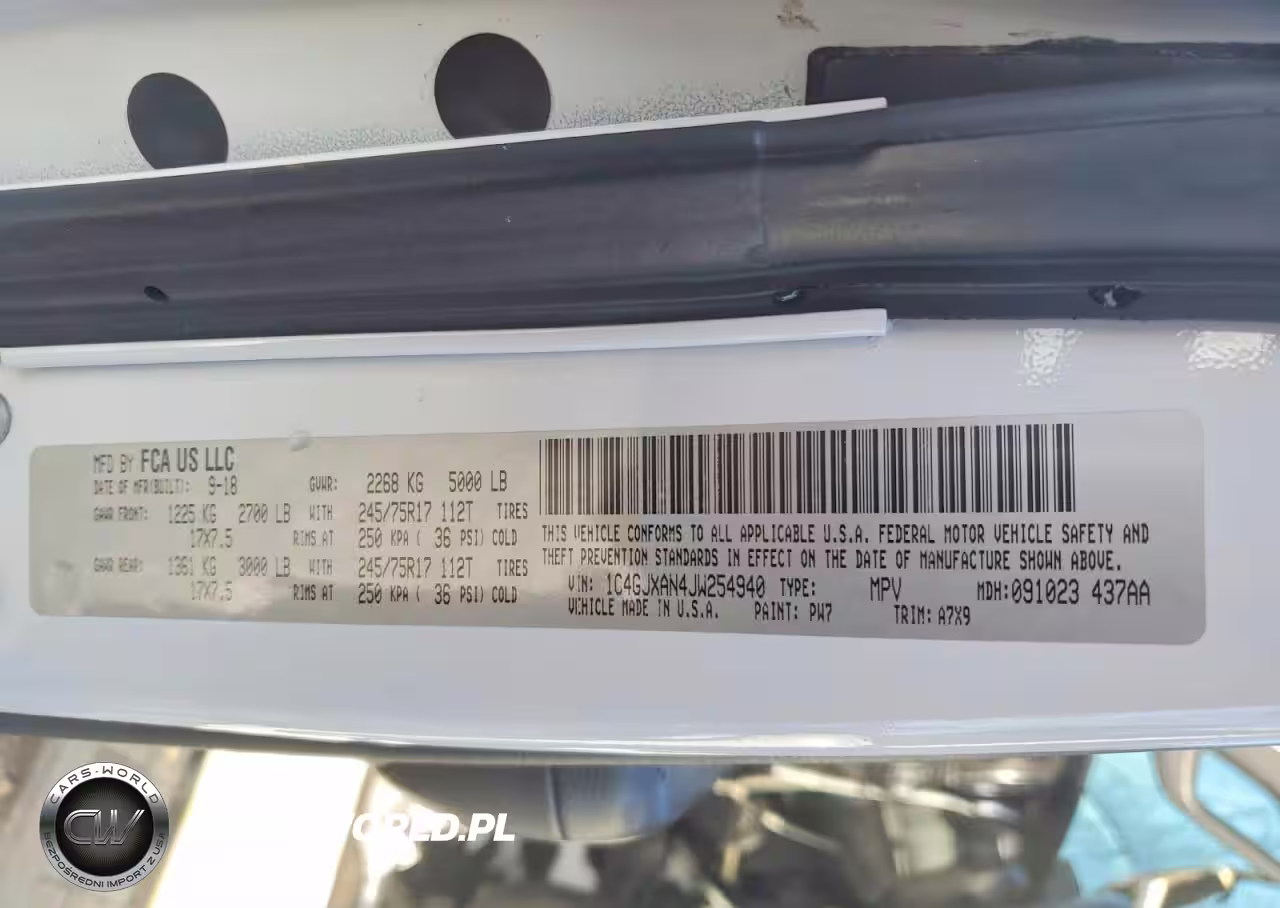 MFD BY FCA US LLC
DATE OF MFR(BUILT): 9-18 GVWR: 2268 KG 5000 LB
GAWR FRONT: 1225 KG 2700 LB WITH 245/75R17 112T TIRES
17X7.5 RIMS AT 250 KPA ( 36 PSI) COLD
GAWR REAR: 1361 KG 3000 LB WITH 245/75R17 112T TIRES
17X7.5 RIMS AT 250 KPA ( 36 PSI) COLD
THIS VEHICLE CONFORMS TO ALL APPLICABLE U.S.A. FEDERAL MOTOR VEHICLE SAFETY AND
THEFT PREVENTION STANDARDS IN EFFECT ON THE DATE OF MANUFACTURE SHOWN ABOVE.
VIN: 1C4GJXAN4JW254940 TYPE: MPV MDH:091023 437AA
VEHICLE MADE IN U.S.A. PAINT: PW7 TRIM: A7X9
CARS-WORLD
CW
BEZPOŚREDNI IMPORT Z USA
.PL